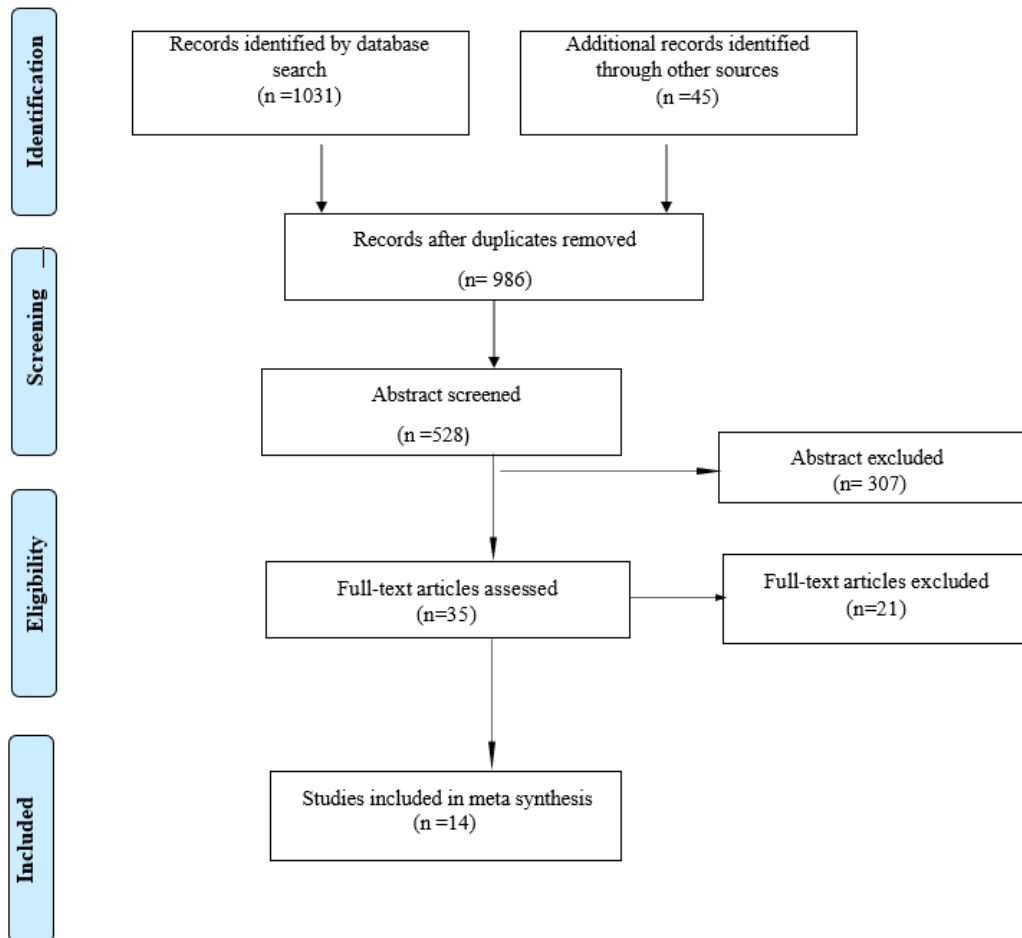 Identification
Records identified by database
search
(n =1031)
Additional records identified
through other sources
(n =45)
Records after duplicates removed
(n= 986)
Screening
Abstract screened
(n =528)
Abstract excluded
(n= 307)
Eligibility
Full-text articles assessed
(n=35)
Full-text articles excluded
(n=21)
Included
Studies included in meta synthesis
(n =14)